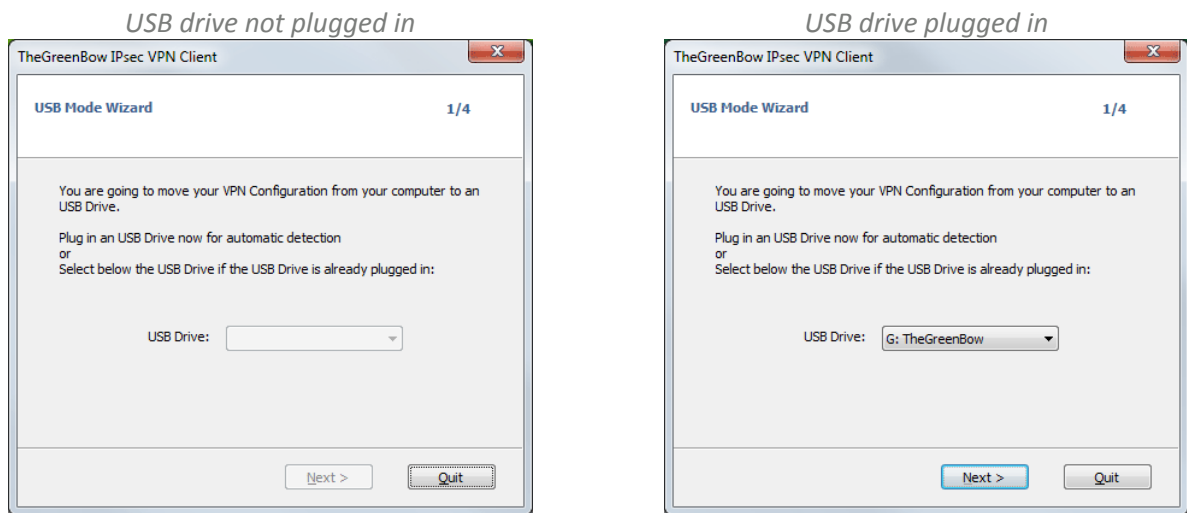 USB drive not plugged in
TheGreenBow IPsec VPN Client
USB Mode Wizard
1/4
You are going to move your VPN Configuration from your computer to an
USB Drive.
Plug in an USB Drive now for automatic detection
or
Select below the USB Drive if the USB Drive is already plugged in:
USB Drive:
Next >
Quit
USB drive plugged in
TheGreenBow IPsec VPN Client
USB Mode Wizard
1/4
You are going to move your VPN Configuration from your computer to an
USB Drive.
Plug in an USB Drive now for automatic detection
or
Select below the USB Drive if the USB Drive is already plugged in:
USB Drive: G: TheGreenBow
Next >
Quit